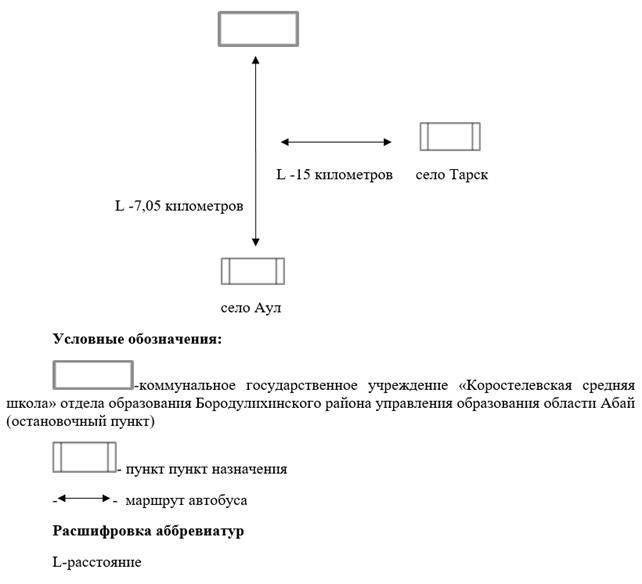 L -15 километров село Тарск
L -7,05 километров
село Аул
Условные обозначения:
-коммунальное государственное учреждение «Коростелевская средняя
школа» отдела образования Бородулихинского района управления образования области Абай
(остановочный пункт)
- пункт пункт назначения
- - маршрут автобуса
Расшифровка аббревиатур
L-расстояние